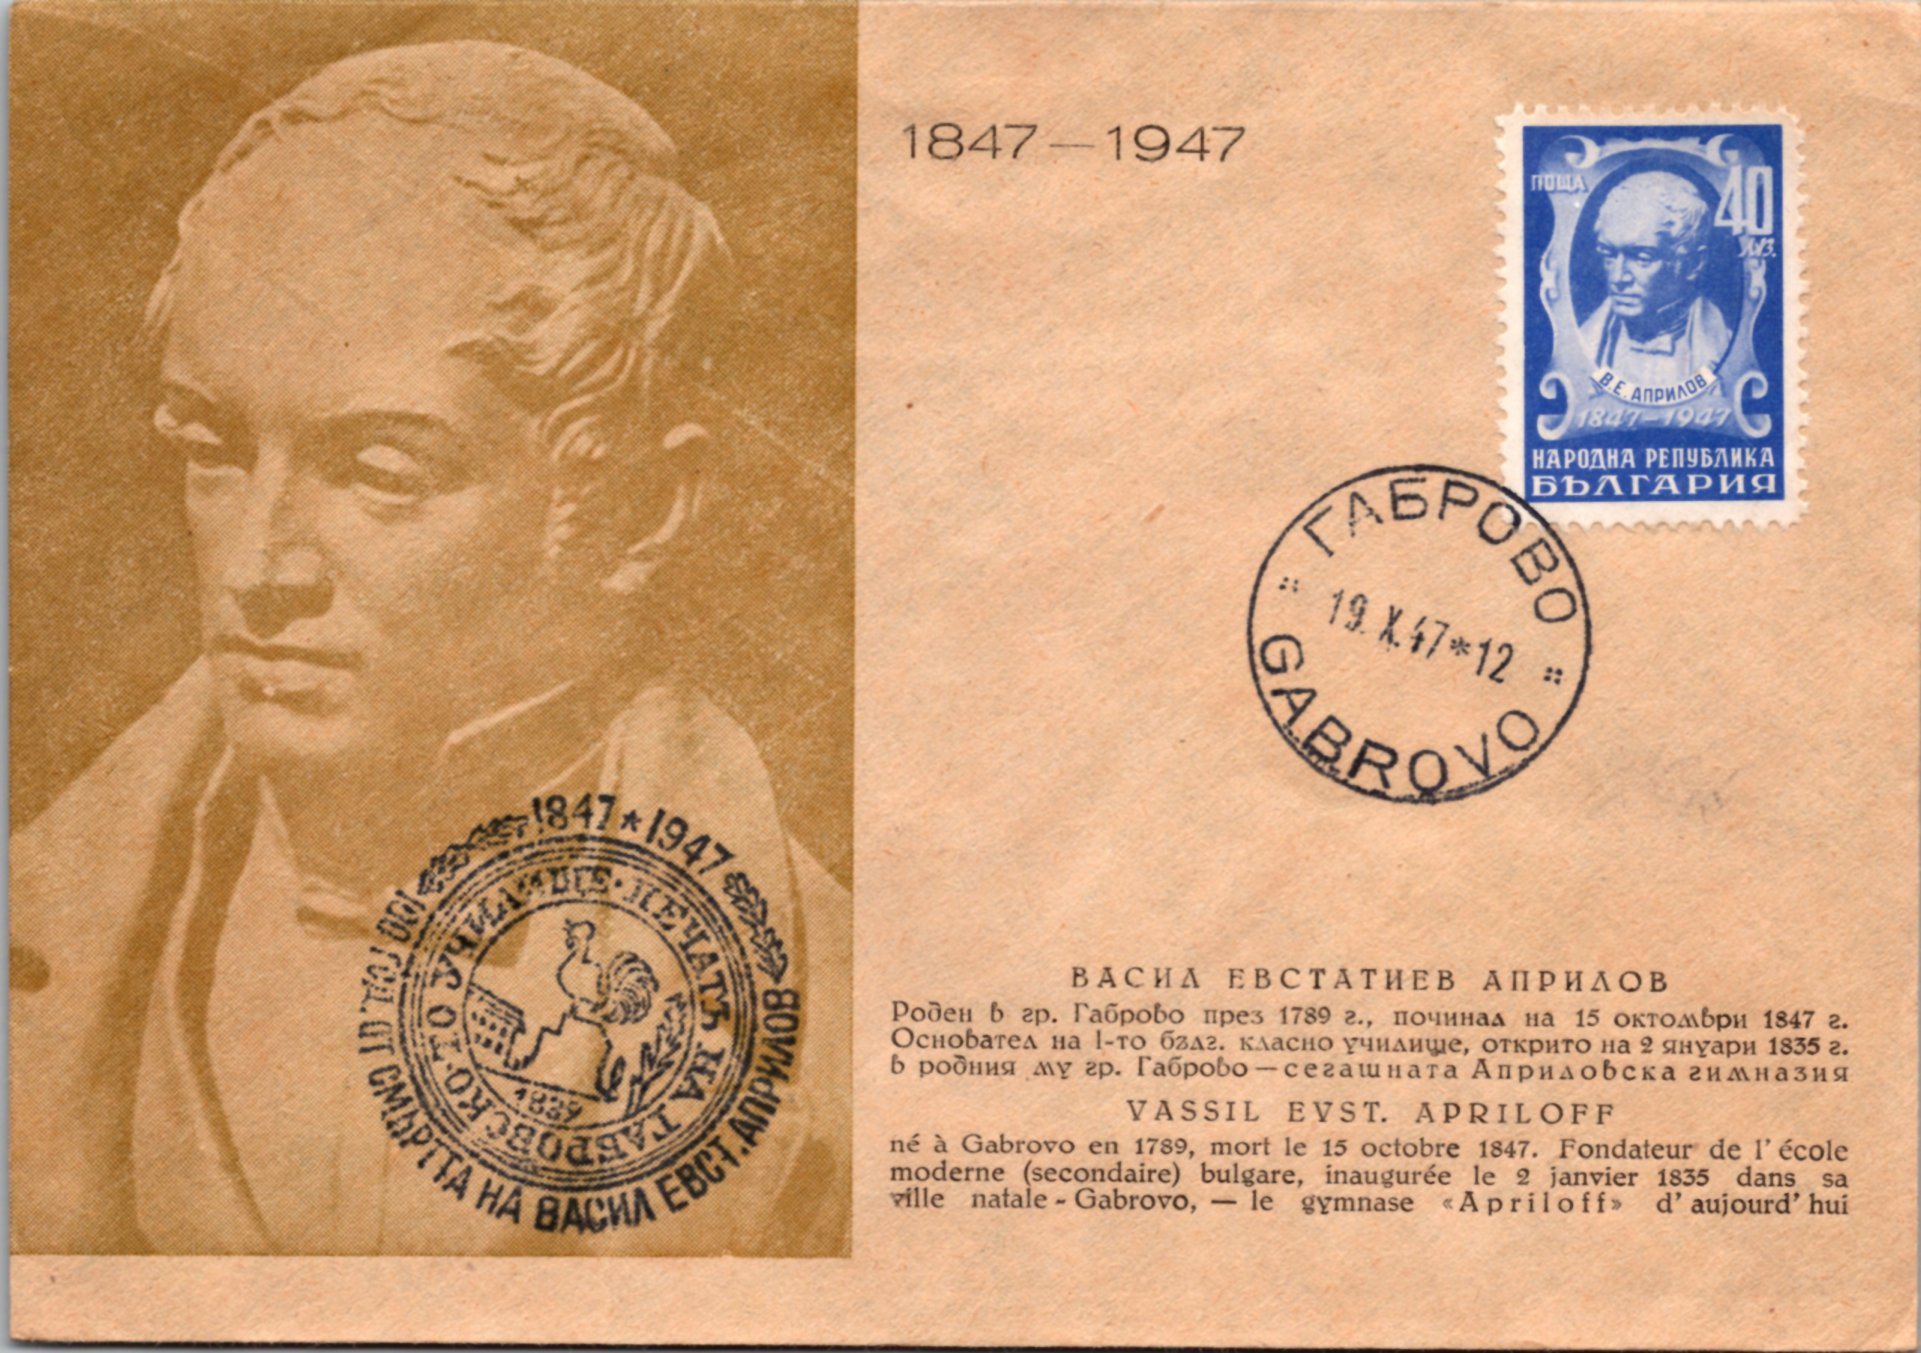 1847—1947
ПОЩА
40
ЛВ.
В. Е. АПРИЛОВ
1847–1947
НАРОДНА РЕПУБЛИКА
БЪЛГАРИЯ
ГАБРОВО
19.X.47*12
GABROVO
1847*1947
100 ГОД. ОТ СМЪРТТА НА ВАСИЛ ЕВСТ. АПРИЛОВ
ПЕЧАТЪ НА ГАБРОВСКО-ТО УЧИЛИЩЕ
ВАСИЛ ЕВСТАТИЕВ АПРИЛОВ
Роден в гр. Габрово през 1789 г., починал на 15 октомври 1847 г.
Основател на I-то бълг. класно училище, открито на 2 януари 1835 г.
в родния му гр. Габрово — сегашната Априловска гимназия
VASSIL EVST. APRILOFF
né à Gabrovo en 1789, mort le 15 octobre 1847. Fondateur de l' école
moderne (secondaire) bulgare, inaugurée le 2 janvier 1835 dans sa
ville natale - Gabrovo, — le gymnase «Apriloff» d' aujourd' hui